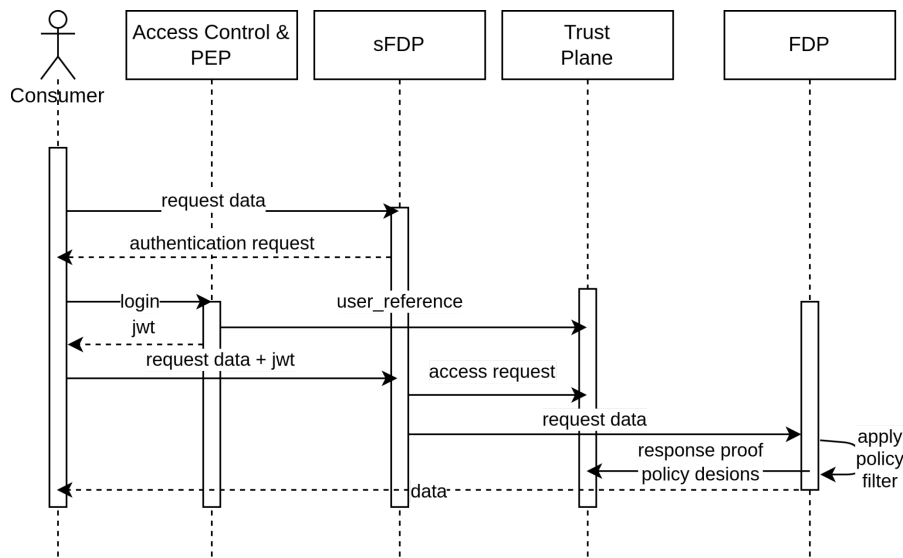 Access Control &
PEP
sFDP
Trust
Plane
FDP
Consumer
request data
authentication request
login
user_reference
jwt
request data + jwt
access request
request data
apply
policy
filter
response proof
policy desions
data